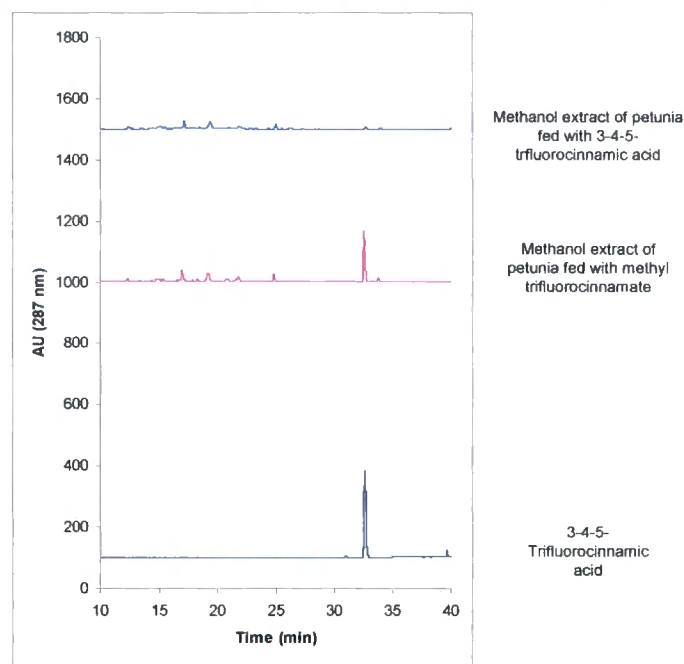 1800
1600
1400
1200
1000
800
600
400
200
0
AU (287 nm)
10 15 20 25 30 35 40
Time (min)
Methanol extract of petunia
fed with 3-4-5-
trfluorocinnamic acid
Methanol extract of
petunia fed with methyl
trifluorocinnamate
3-4-5-
Trifluorocinnamic
acid